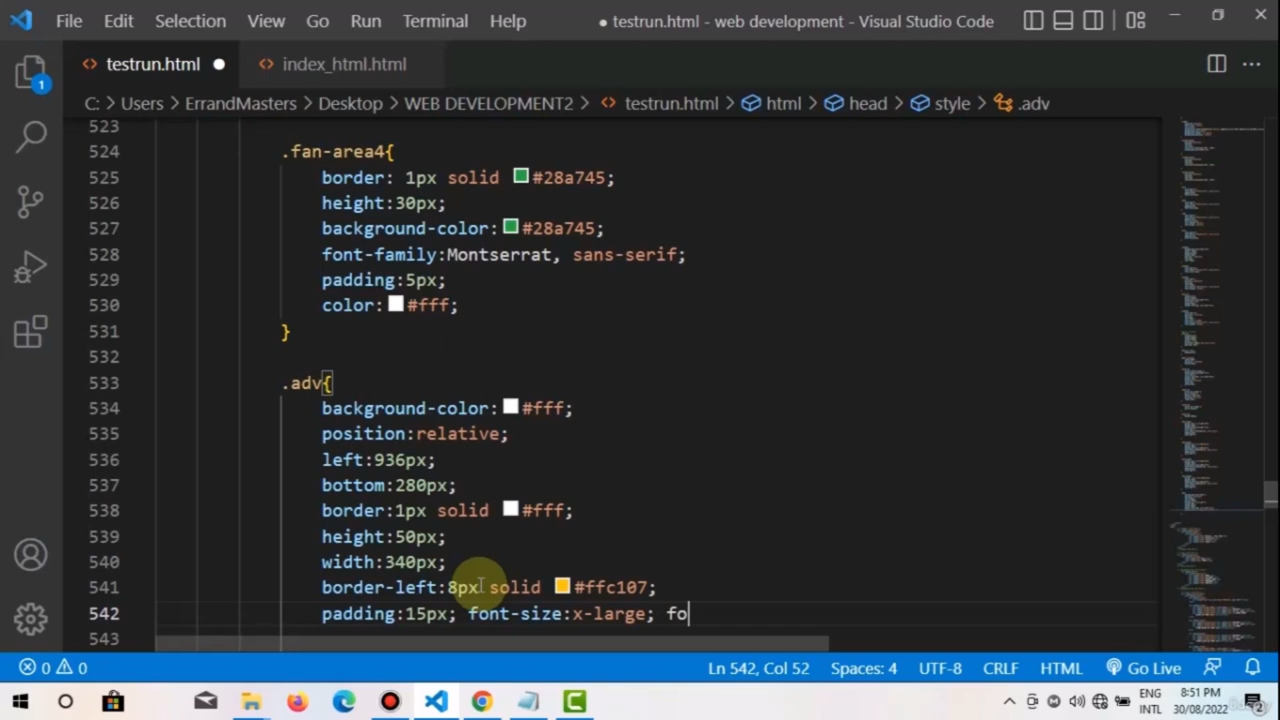 File Edit Selection View Go Run Terminal Help ● testrun.html - web development - Visual Studio Code
testrun.html ● index_html.html
C: > Users > ErrandMasters > Desktop > WEB DEVELOPMENT2 > testrun.html > html > head > style > .adv
523
524 .fan-area4{
525 border: 1px solid #28a745;
526 height:30px;
527 background-color:#28a745;
528 font-family:Montserrat, sans-serif;
529 padding:5px;
530 color:#fff;
531 }
532
533 .adv{
534 background-color:#fff;
535 position:relative;
536 left:936px;
537 bottom:280px;
538 border:1px solid #fff;
539 height:50px;
540 width:340px;
541 border-left:8px solid #ffc107;
542 padding:15px; font-size:x-large; fo
543
1
0 0 Ln 542, Col 52 Spaces: 4 UTF-8 CRLF HTML Go Live
ENG 8:51 PM
INTL 30/08/2022 2